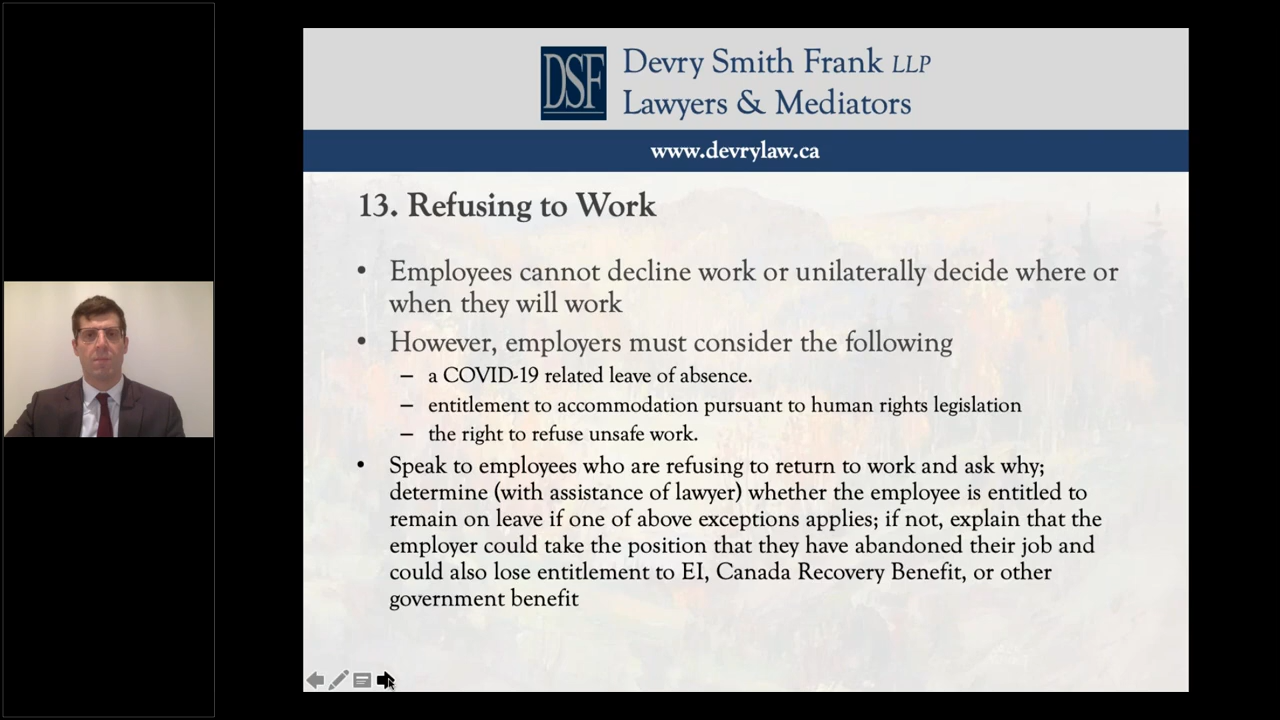 DSF
Devry Smith Frank LLP
Lawyers & Mediators
www.devrylaw.ca
13. Refusing to Work
• Employees cannot decline work or unilaterally decide where or
when they will work
• However, employers must consider the following
– a COVID-19 related leave of absence.
– entitlement to accommodation pursuant to human rights legislation
– the right to refuse unsafe work.
• Speak to employees who are refusing to return to work and ask why;
determine (with assistance of lawyer) whether the employee is entitled to
remain on leave if one of above exceptions applies; if not, explain that the
employer could take the position that they have abandoned their job and
could also lose entitlement to EI, Canada Recovery Benefit, or other
government benefit